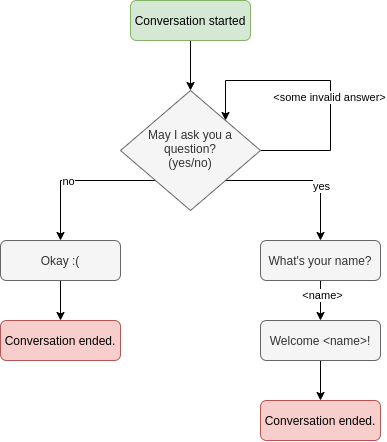 Conversation started
<some invalid answer>
May I ask you a
question?
(yes/no)
no
yes
Okay :(
What's your name?
<name>
Conversation ended.
Welcome <name>!
Conversation ended.